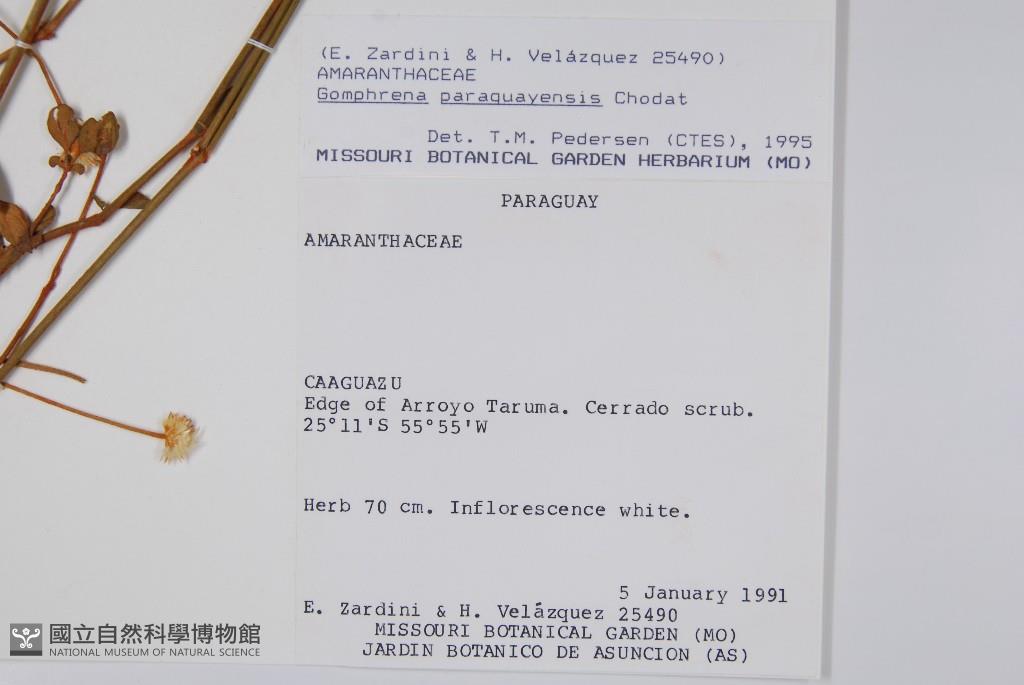 (E. Zardini & H. Velázquez 25490)
AMARANTHACEAE
Gomphrena paraguayensis Chodat
Det. T.M. Pedersen (CTES), 1995
MISSOURI BOTANICAL GARDEN HERBARIUM (MO)
PARAGUAY
AMARANTHACEAE
CAAGUAZU
Edge of Arroyo Taruma. Cerrado scrub.
25°11'S 55°55'W
Herb 70 cm. Inflorescence white.
5 January 1991
E. Zardini & H. Velázquez 25490
MISSOURI BOTANICAL GARDEN (MO)
JARDIN BOTANICO DE ASUNCION (AS)
國立自然科學博物館
NATIONAL MUSEUM OF NATURAL SCIENCE